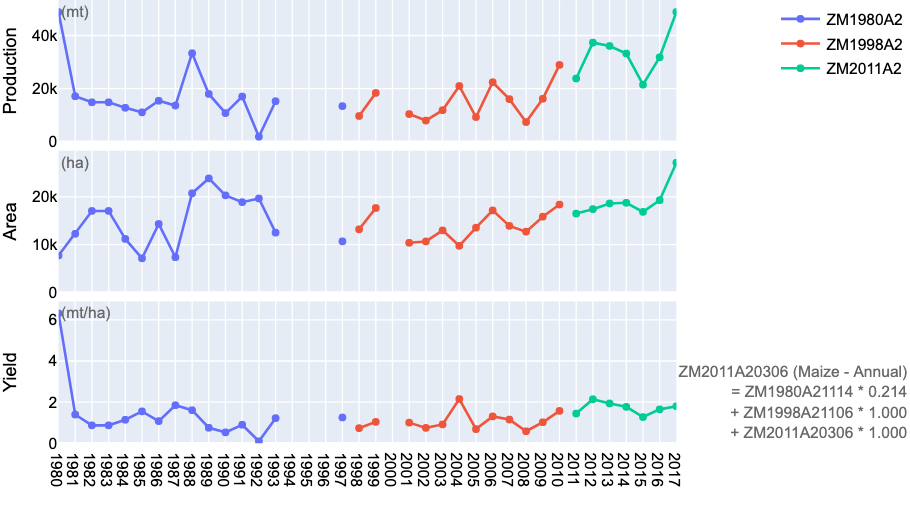 Production
(mt)
40k
20k
0
ZM1980A2
ZM1998A2
ZM2011A2
Area
(ha)
20k
10k
0
Yield
(mt/ha)
6
4
2
0
1980
1981
1982
1983
1984
1985
1986
1987
1988
1989
1990
1991
1992
1993
1994
1995
1996
1997
1998
1999
2000
2001
2002
2003
2004
2005
2006
2007
2008
2009
2010
2011
2012
2013
2014
2015
2016
2017
ZM2011A20306 (Maize - Annual)
= ZM1980A21114 * 0.214
+ ZM1998A21106 * 1.000
+ ZM2011A20306 * 1.000